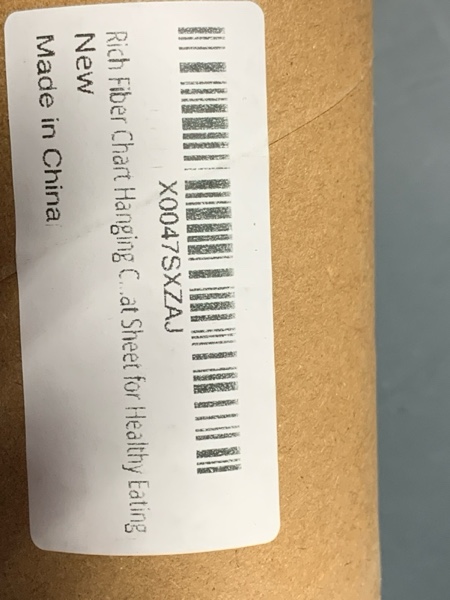 X0047SXZAJ
Rich Fiber Chart Hanging C...at Sheet for Healthy Eating
New
Made in China